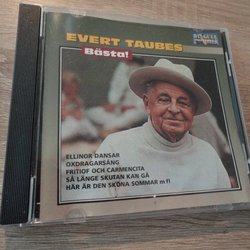 EVERT TAUBES
Bästa!
ELLINOR DANSAR
OXDRAGARSÅNG
FRITIOF OCH CARMENCITA
SÅ LÄNGE SKUTAN KAN GÅ
HÄR ÄR DEN SKÖNA SOMMAR m fl